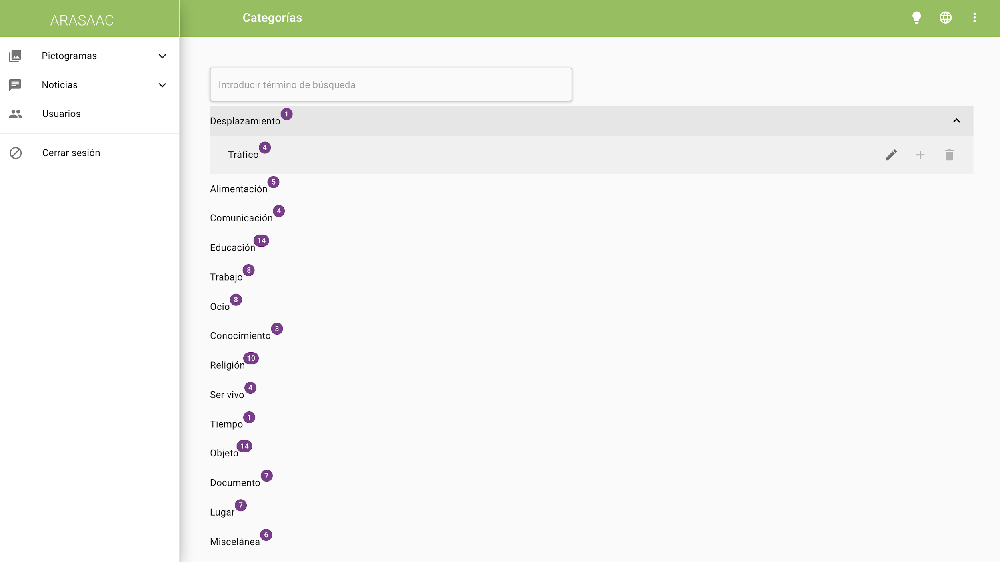 ARASAAC
Categorías
Pictogramas
Noticias
Usuarios
Cerrar sesión
Introducir término de búsqueda
Desplazamiento 1
Tráfico 4
Alimentación 5
Comunicación 4
Educación 14
Trabajo 8
Ocio 8
Conocimiento 3
Religión 10
Ser vivo 4
Tiempo 1
Objeto 14
Documento 7
Lugar 7
Miscelánea 6